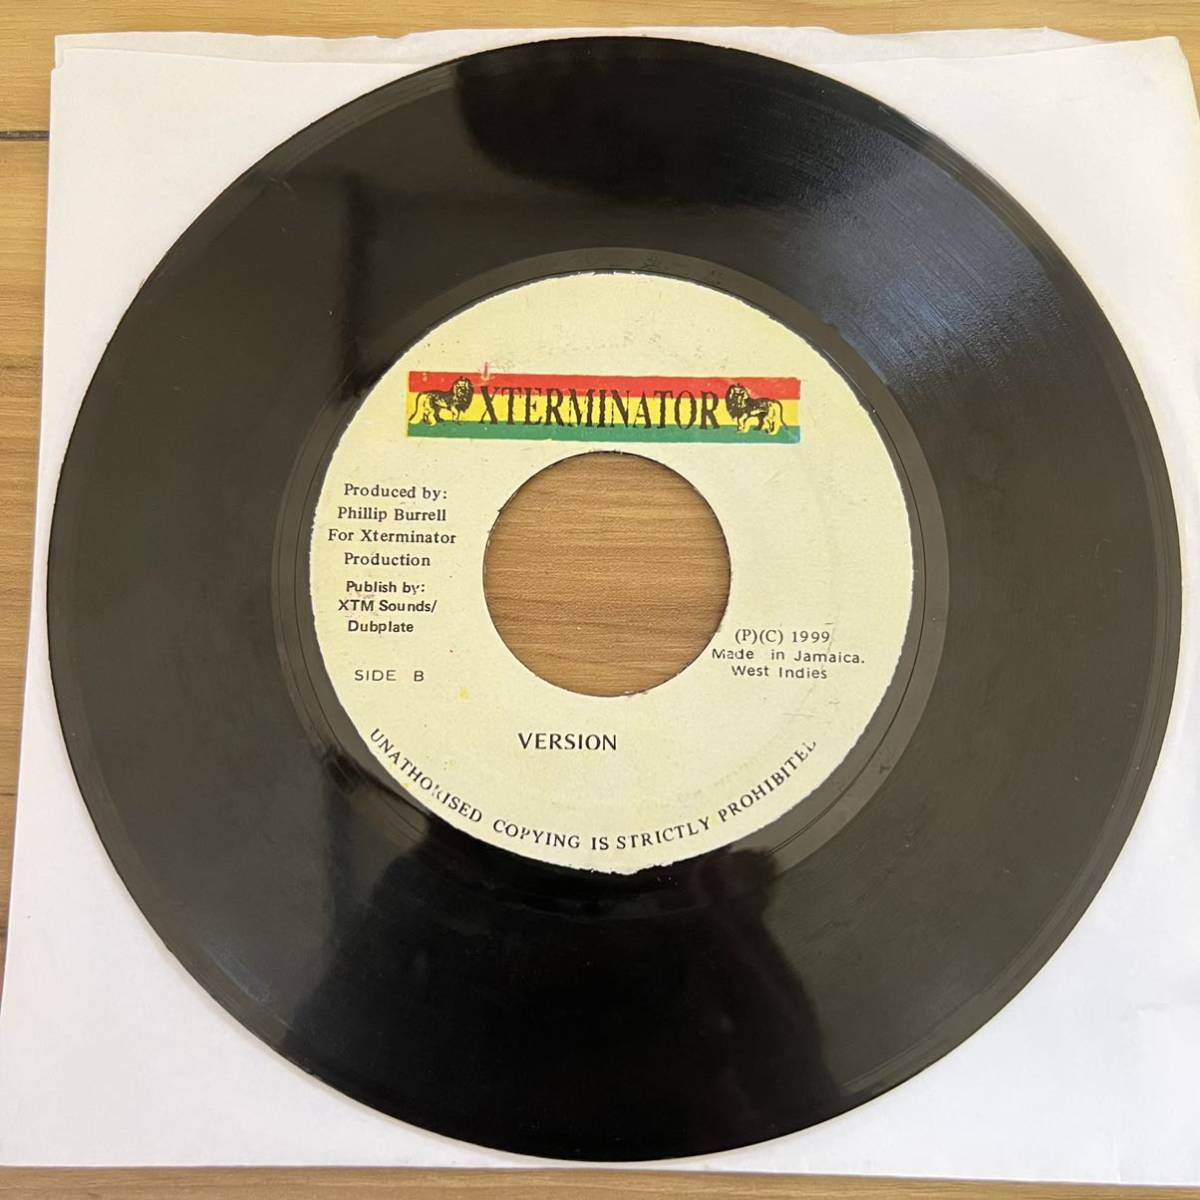 XTERMINATOR
Produced by:
Phillip Burrell
For Xterminator
Production
Publish by:
XTM Sounds/
Dubplate
SIDE B
(P)(C) 1999
Made in Jamaica.
West Indies
VERSION
UNATHORISED COPYING IS STRICTLY PROHIBITED